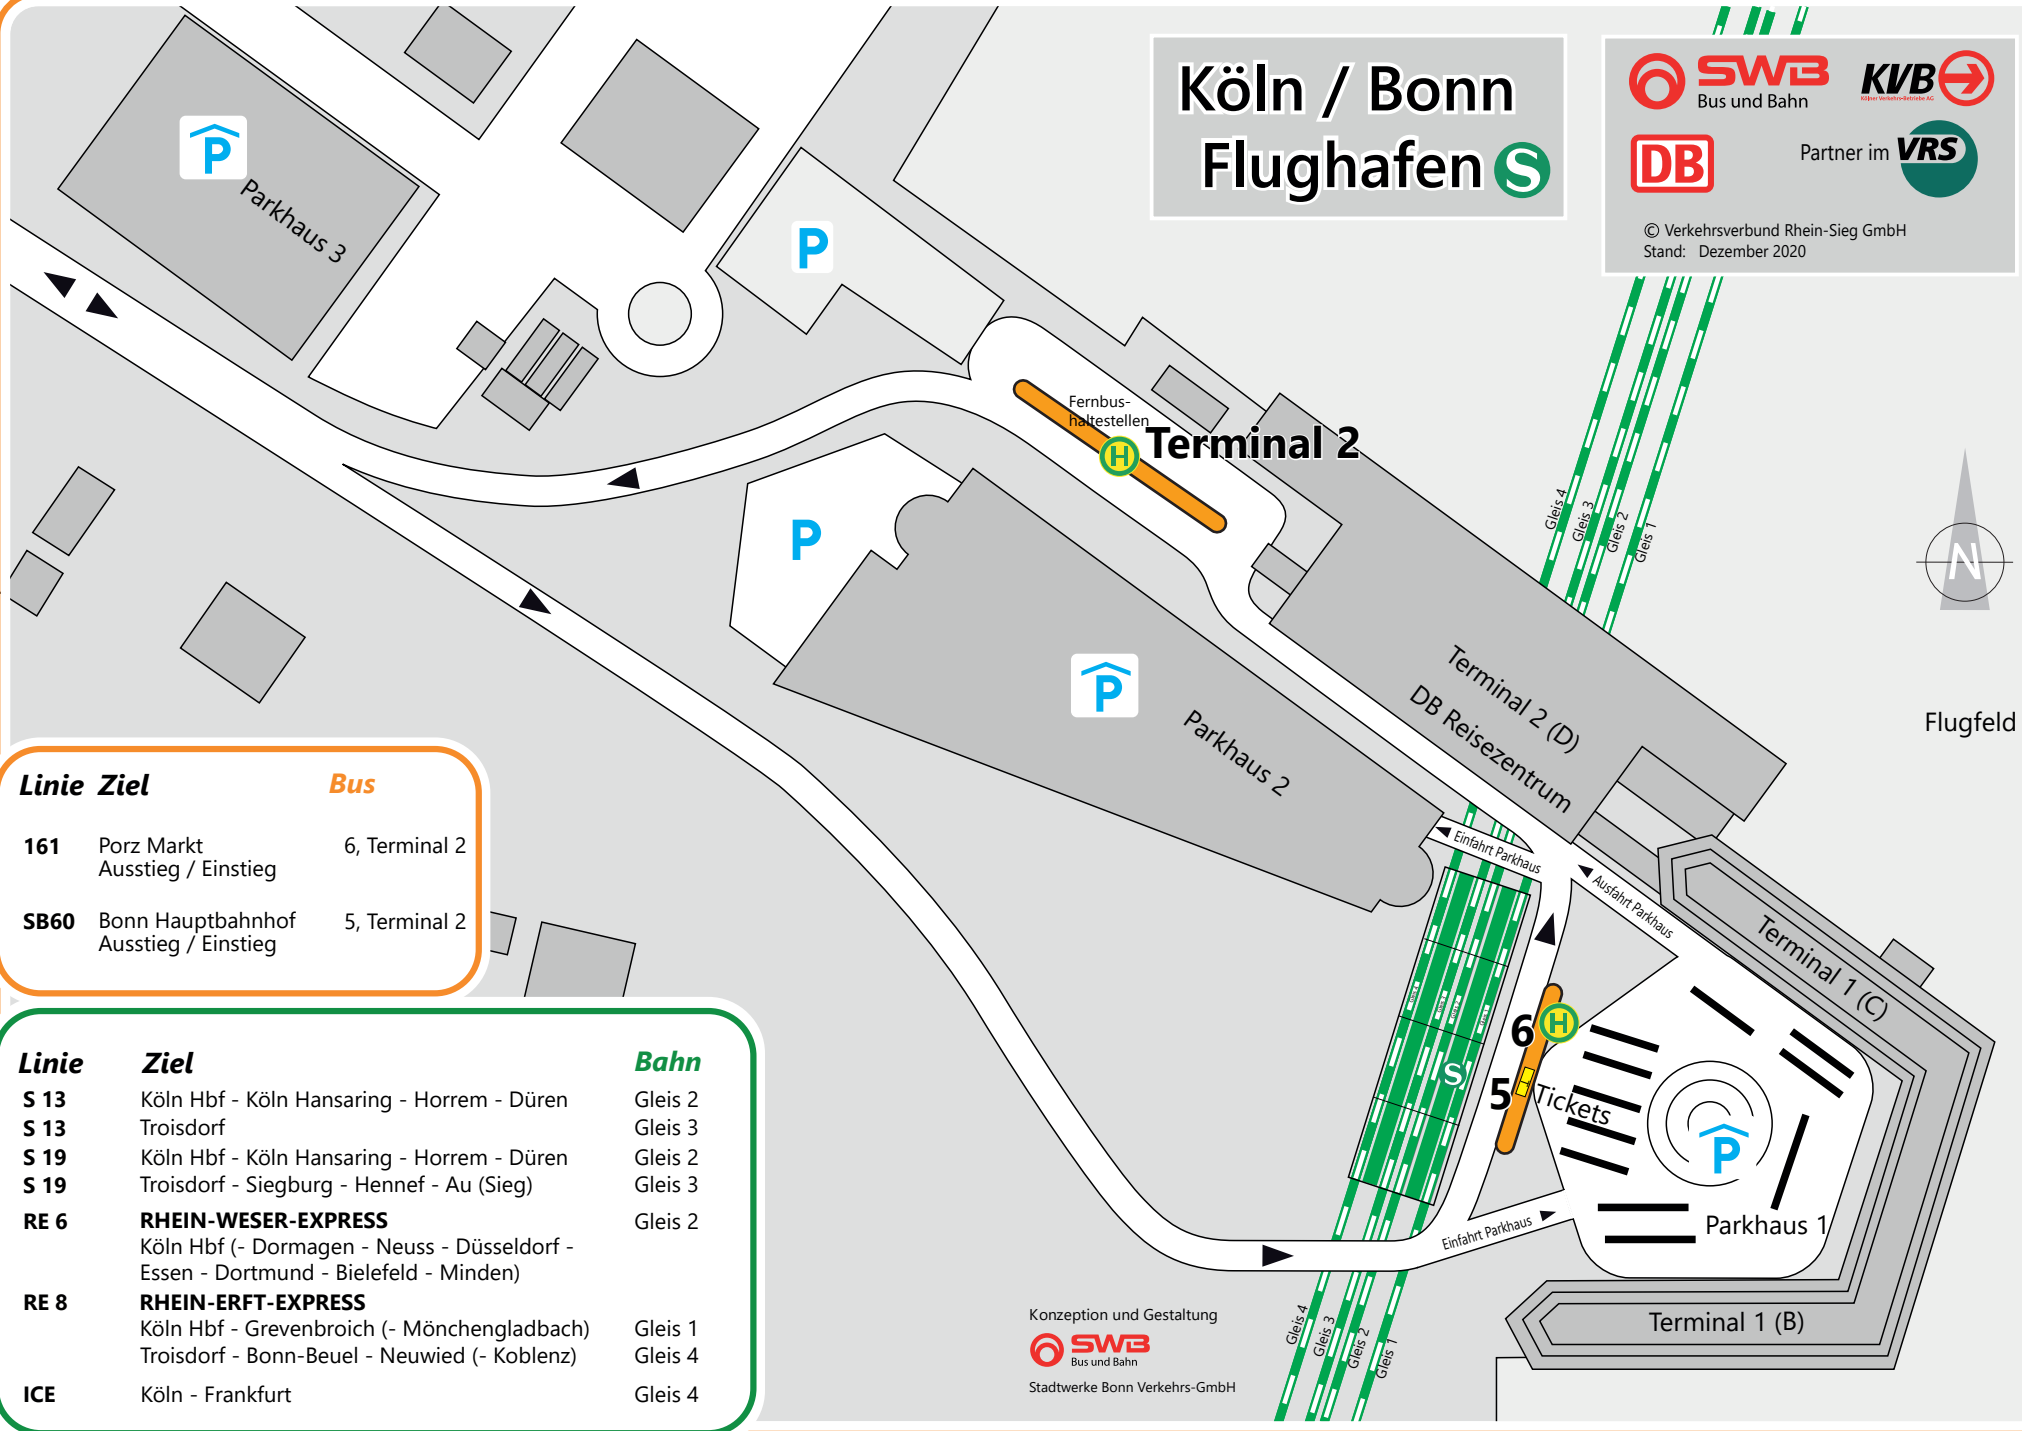 Köln / Bonn
Flughafen S
SWB
Bus und Bahn
KVB
Kölner Verkehrs-Betriebe AG
DB
Partner im VRS
© Verkehrsverbund Rhein-Sieg GmbH
Stand: Dezember 2020
P
Parkhaus 3
P
Fernbus-
haltestellen
H
Terminal 2
P
P
Parkhaus 2
Gleis 4
Gleis 3
Gleis 2
Gleis 1
N
Flugfeld
Terminal 2 (D)
DB Reisezentrum
Einfahrt Parkhaus
Ausfahrt Parkhaus
Terminal 1 (C)
6
H
5
S
Tickets
P
Parkhaus 1
Einfahrt Parkhaus
Terminal 1 (B)
Gleis 4
Gleis 3
Gleis 2
Gleis 1
Linie Ziel Bus
161 Porz Markt 6, Terminal 2
Ausstieg / Einstieg
SB60 Bonn Hauptbahnhof 5, Terminal 2
Ausstieg / Einstieg
Linie Ziel Bahn
S 13 Köln Hbf - Köln Hansaring - Horrem - Düren Gleis 2
S 13 Troisdorf Gleis 3
S 19 Köln Hbf - Köln Hansaring - Horrem - Düren Gleis 2
S 19 Troisdorf - Siegburg - Hennef - Au (Sieg) Gleis 3
RE 6 RHEIN-WESER-EXPRESS Gleis 2
Köln Hbf (- Dormagen - Neuss - Düsseldorf -
Essen - Dortmund - Bielefeld - Minden)
RE 8 RHEIN-ERFT-EXPRESS
Köln Hbf - Grevenbroich (- Mönchengladbach) Gleis 1
Troisdorf - Bonn-Beuel - Neuwied (- Koblenz) Gleis 4
ICE Köln - Frankfurt Gleis 4
Konzeption und Gestaltung
SWB
Bus und Bahn
Stadtwerke Bonn Verkehrs-GmbH